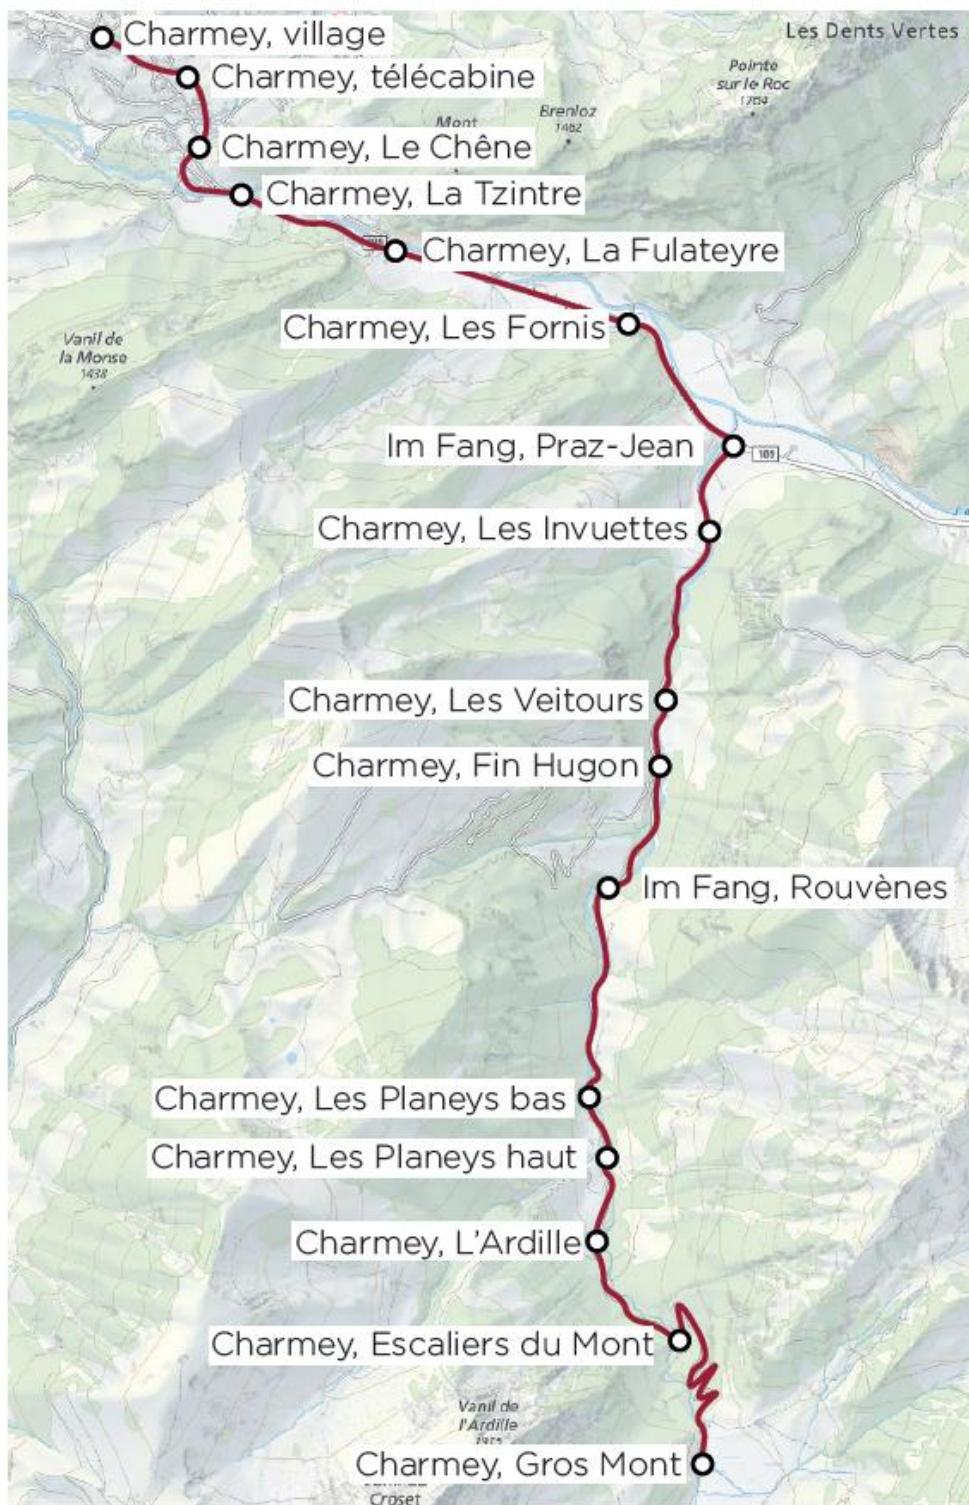 Charmey, village
Les Dents Vertes
Charmey, télécabine
Pointe
sur le Roc
1704
Mont
Brenloz
1462
Charmey, Le Chêne
Charmey, La Tzintre
Charmey, La Fulateyre
Charmey, Les Fornis
Vanil de
la Monse
1438
Im Fang, Praz-Jean
Charmey, Les Invuettes
Charmey, Les Veitours
Charmey, Fin Hugon
Im Fang, Rouvènes
Charmey, Les Planeys bas
Charmey, Les Planeys haut
Charmey, L'Ardille
Charmey, Escaliers du Mont
Vanil de
l'Ardille
Charmey, Gros Mont
Croset